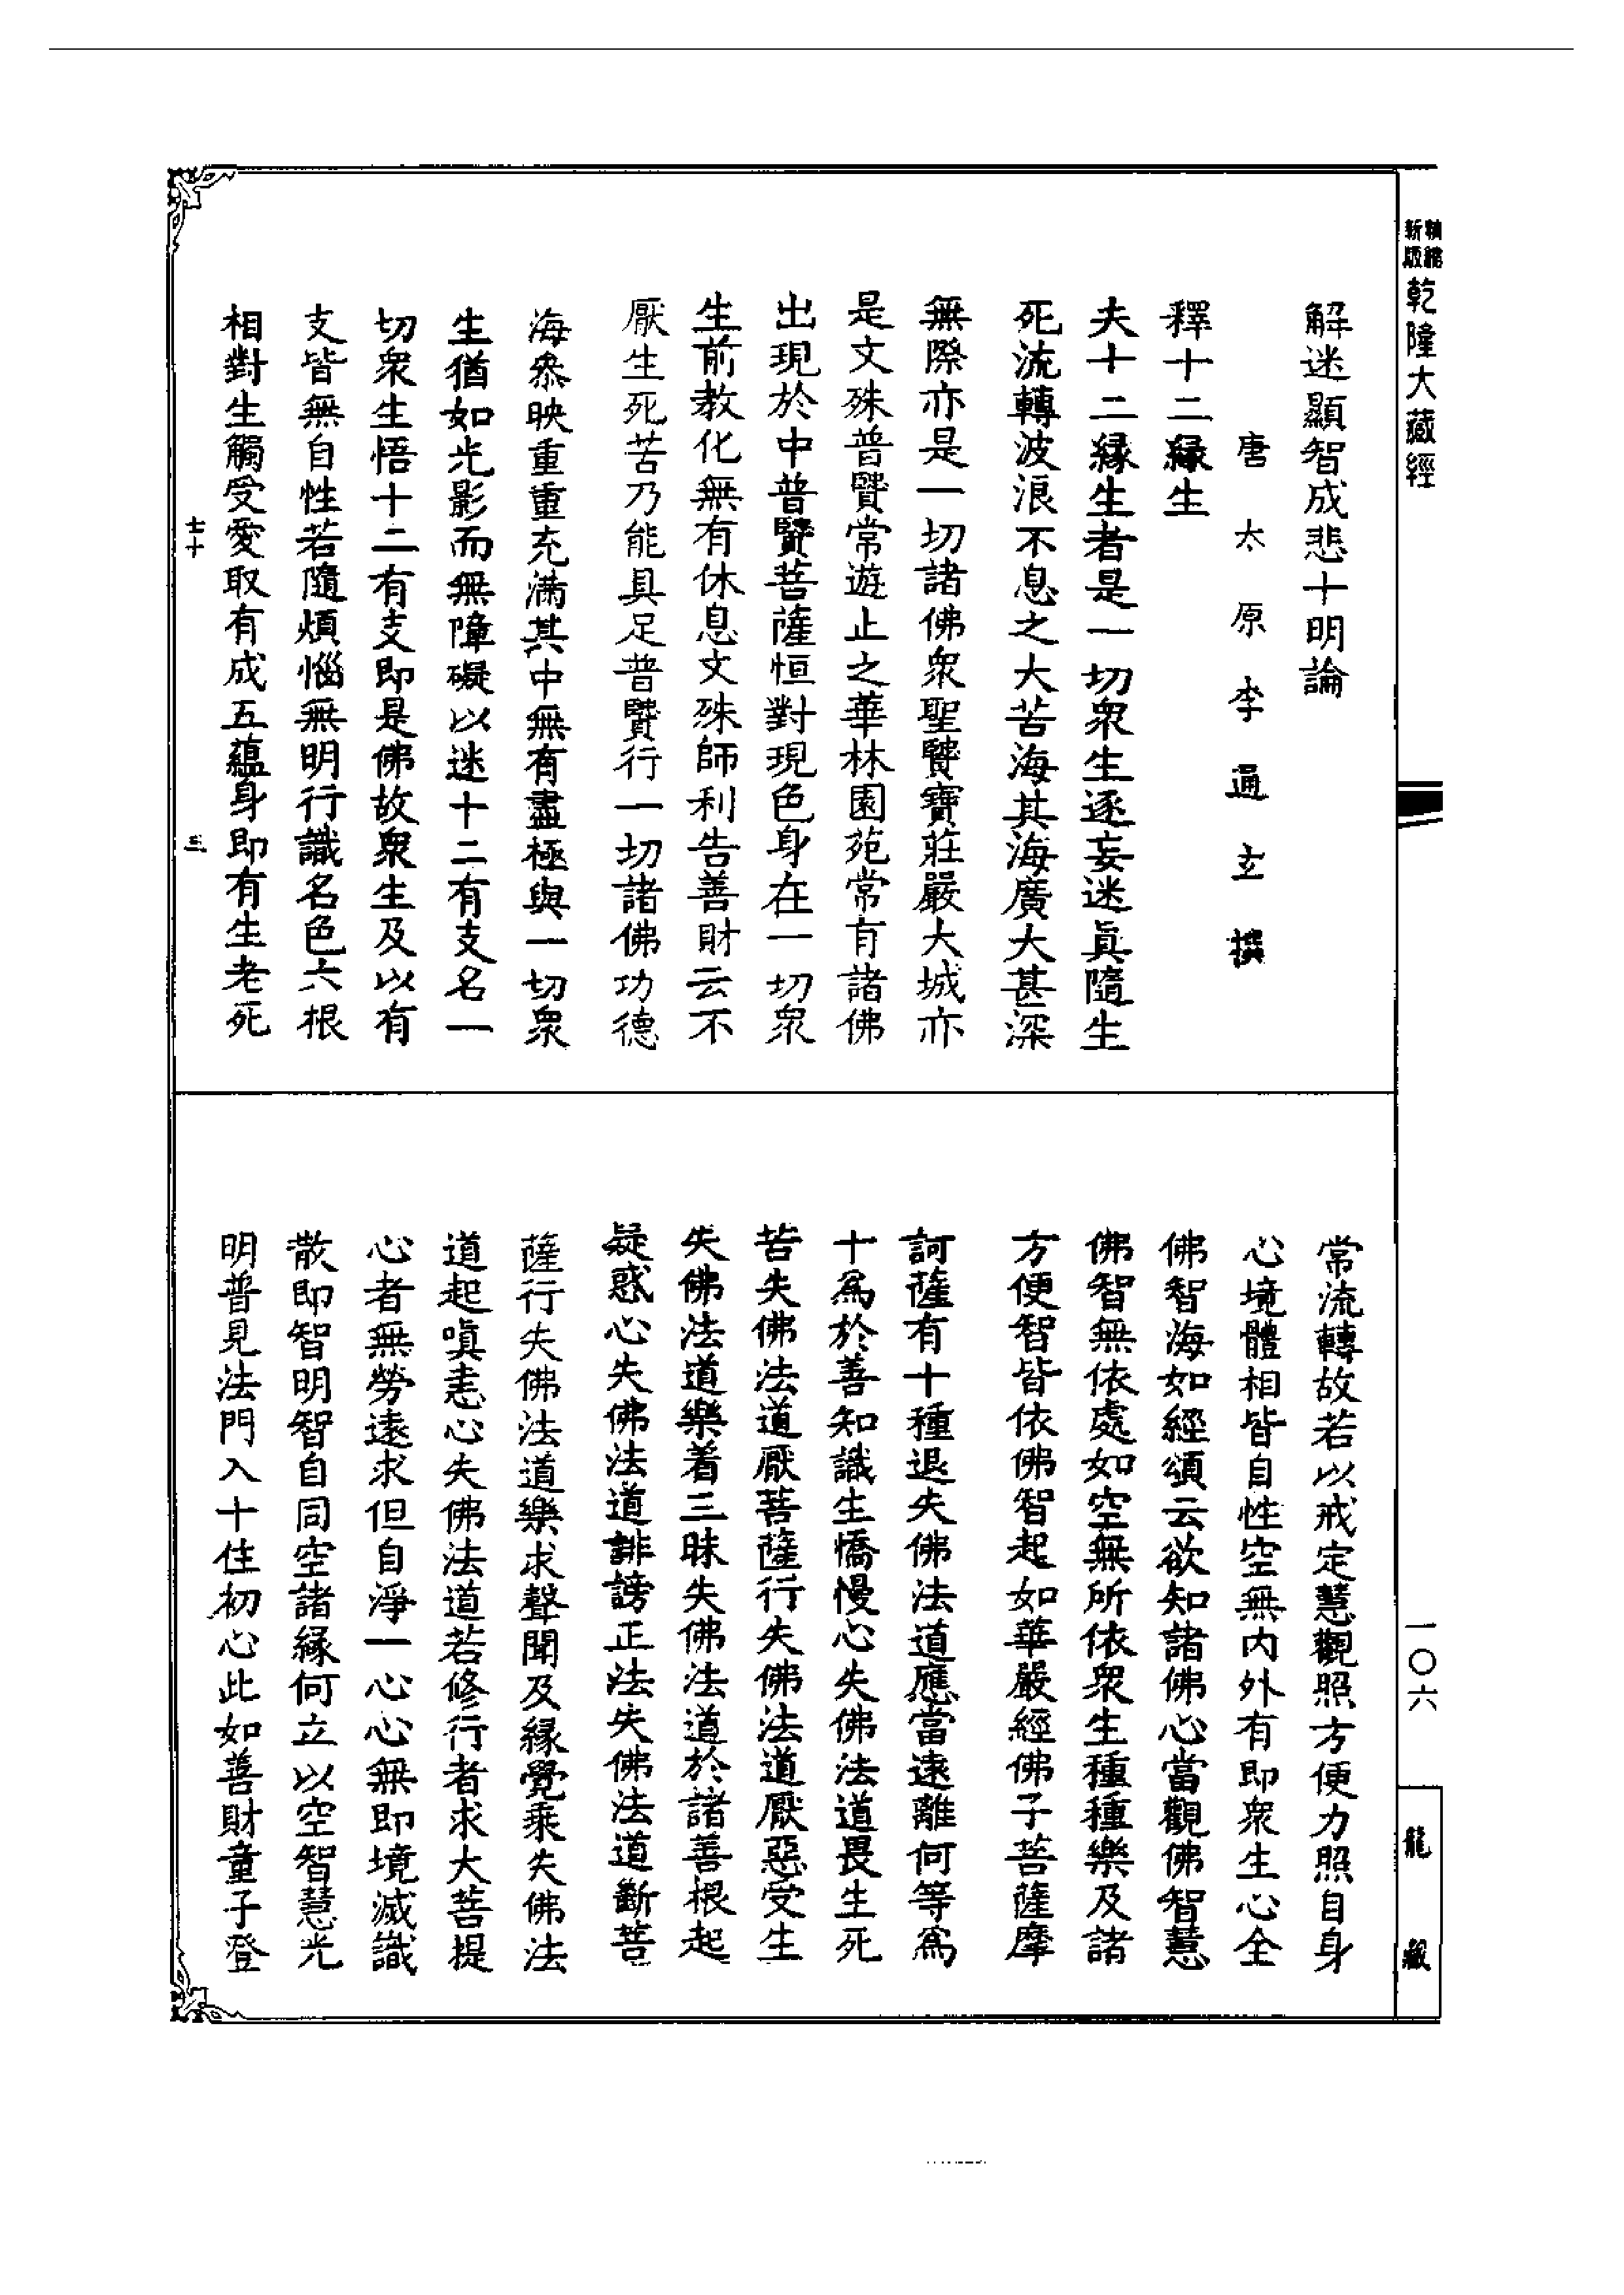 精縮
新版
乾隆大藏經
解迷顯智成悲十明論
唐太原李通玄撰
釋十二緣生
夫十二緣生者是一切眾生逐妄迷眞隨生
死流轉波浪不息之大苦海其海廣大甚深
無際亦是一切諸佛眾聖賢寶莊嚴大城亦
是文殊普賢常遊止之華林園苑常有諸佛
出現於中普賢菩薩恒對現色身在一切眾
生前教化無有休息文殊師利告善財云不
厭生死苦乃能具足普賢行一切諸佛功德
海叅映重重充滿其中無有盡極與一切眾
生猶如光影而無障礙以迷十二有支名一
切眾生悟十二有支即是佛故眾生及以有
支皆無自性若隨煩惱無明行識名色六根
相對生觸受愛取有成五蘊身即有生老死
士十
三
常流轉故若以戒定慧觀照方便力照自身
心境體相皆自性空無內外有即眾生心全
佛智海如經頌云欲知諸佛心當觀佛智慧
佛智無依處如空無所依眾生種種樂及諸
方便智皆依佛智起如華嚴經佛子菩薩摩
訶薩有十種退失佛法道應當遠離何等為
十為於善知識生憍慢心失佛法道畏生死
苦失佛法道厭菩薩行失佛法道厭惡受生
失佛法道樂着三昧失佛法道於諸善根起
疑惑心失佛法道誹謗正法失佛法道斷菩
薩行失佛法道樂求聲聞及緣覺乘失佛法
道起嗔恚心失佛法道若修行者求大菩提
心者無勞遠求但自淨一心心無即境滅識
散即智明智自同空諸緣何立以空智慧光
明普見法門入十住初心此如善財童子登
一〇六
龍藏